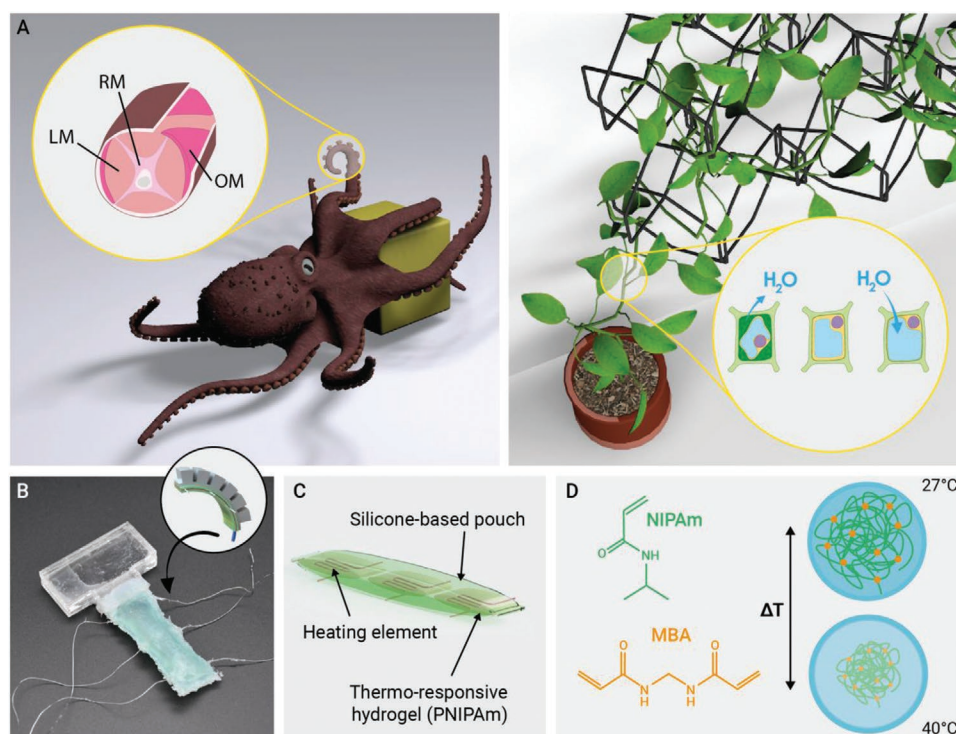 A
RM
LM
OM
H₂O
H₂O
B
C
Silicone-based pouch
Heating element
Thermo-responsive
hydrogel (PNIPAm)
D
27°C
NIPAm
O
NH
ΔT
MBA
O
O
N
H
N
H
40°C